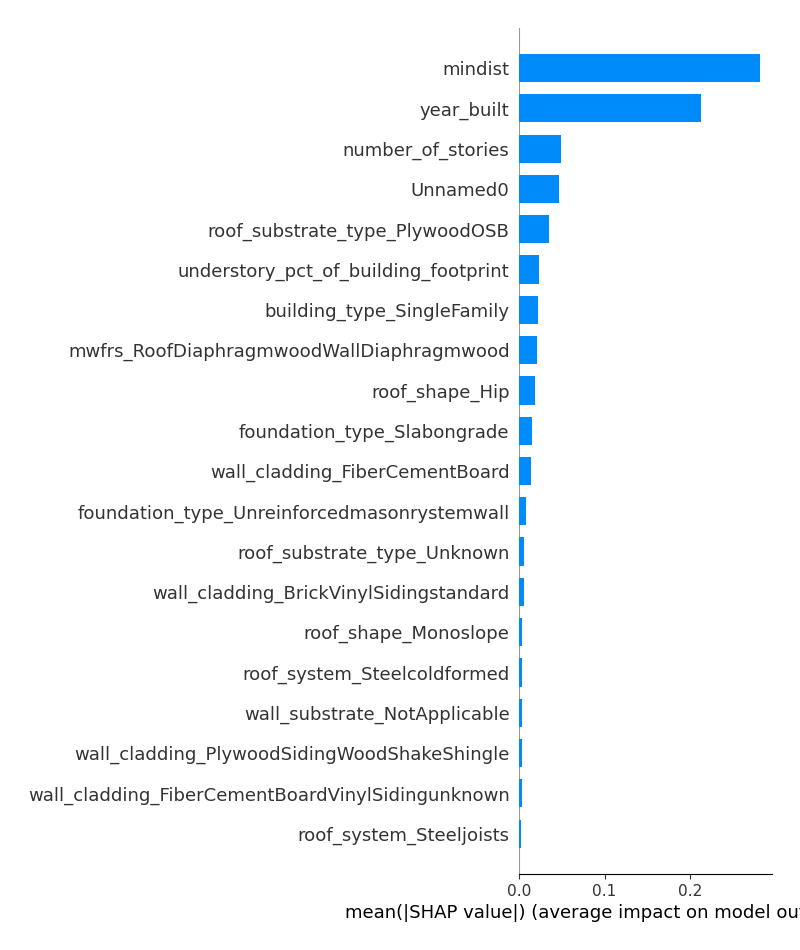 mindist
year_built
number_of_stories
Unnamed0
roof_substrate_type_PlywoodOSB
understory_pct_of_building_footprint
building_type_SingleFamily
mwfrs_RoofDiaphragmwoodWallDiaphragmwood
roof_shape_Hip
foundation_type_Slabongrade
wall_cladding_FiberCementBoard
foundation_type_Unreinforcedmasonrystemwall
roof_substrate_type_Unknown
wall_cladding_BrickVinylSidingstandard
roof_shape_Monoslope
roof_system_Steelcoldformed
wall_substrate_NotApplicable
wall_cladding_PlywoodSidingWoodShakeShingle
wall_cladding_FiberCementBoardVinylSidingunknown
roof_system_Steeljoists
0.0 0.1 0.2
mean(|SHAP value|) (average impact on model ou